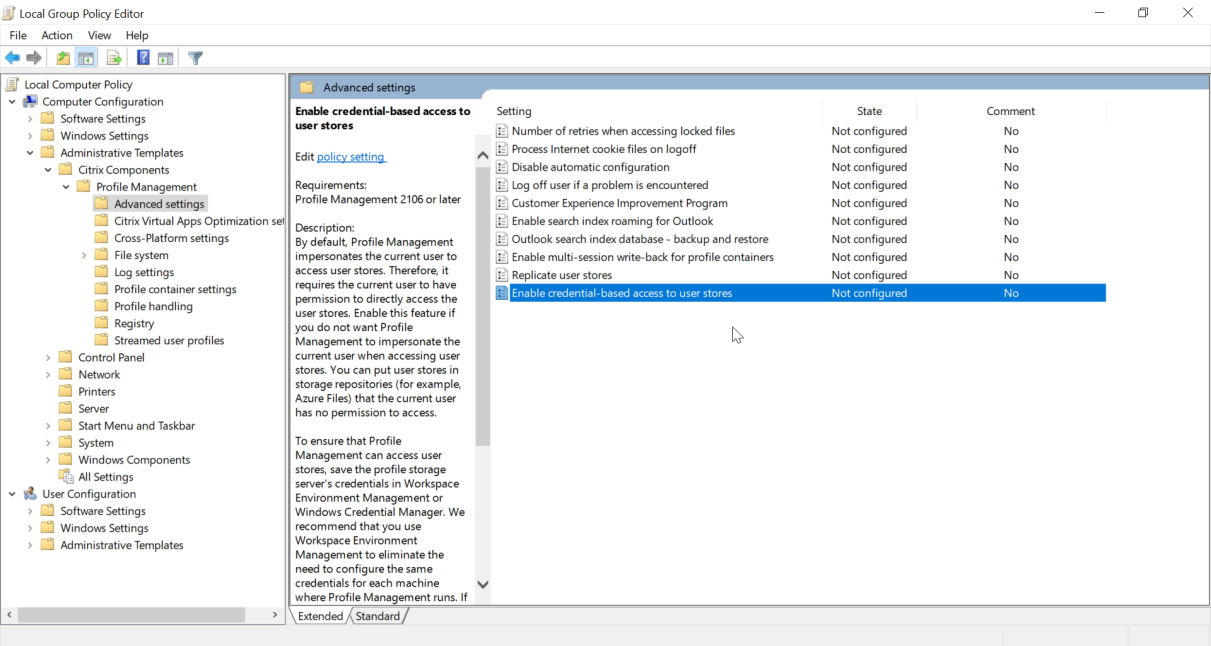 Local Group Policy Editor
File Action View Help
Local Computer Policy
Computer Configuration
Software Settings
Windows Settings
Administrative Templates
Citrix Components
Profile Management
Advanced settings
Citrix Virtual Apps Optimization set
Cross-Platform settings
File system
Log settings
Profile container settings
Profile handling
Registry
Streamed user profiles
Control Panel
Network
Printers
Server
Start Menu and Taskbar
System
Windows Components
All Settings
User Configuration
Software Settings
Windows Settings
Administrative Templates
Advanced settings
Enable credential-based access to
user stores
Edit policy setting
Requirements:
Profile Management 2106 or later
Description:
By default, Profile Management
impersonates the current user to
access user stores. Therefore, it
requires the current user to have
permission to directly access the
user stores. Enable this feature if
you do not want Profile
Management to impersonate the
current user when accessing user
stores. You can put user stores in
storage repositories (for example,
Azure Files) that the current user
has no permission to access.
To ensure that Profile
Management can access user
stores, save the profile storage
server's credentials in Workspace
Environment Management or
Windows Credential Manager. We
recommend that you use
Workspace Environment
Management to eliminate the
need to configure the same
credentials for each machine
where Profile Management runs. If
Setting State Comment
Number of retries when accessing locked files Not configured No
Process Internet cookie files on logoff Not configured No
Disable automatic configuration Not configured No
Log off user if a problem is encountered Not configured No
Customer Experience Improvement Program Not configured No
Enable search index roaming for Outlook Not configured No
Outlook search index database - backup and restore Not configured No
Enable multi-session write-back for profile containers Not configured No
Replicate user stores Not configured No
Enable credential-based access to user stores Not configured No
Extended Standard